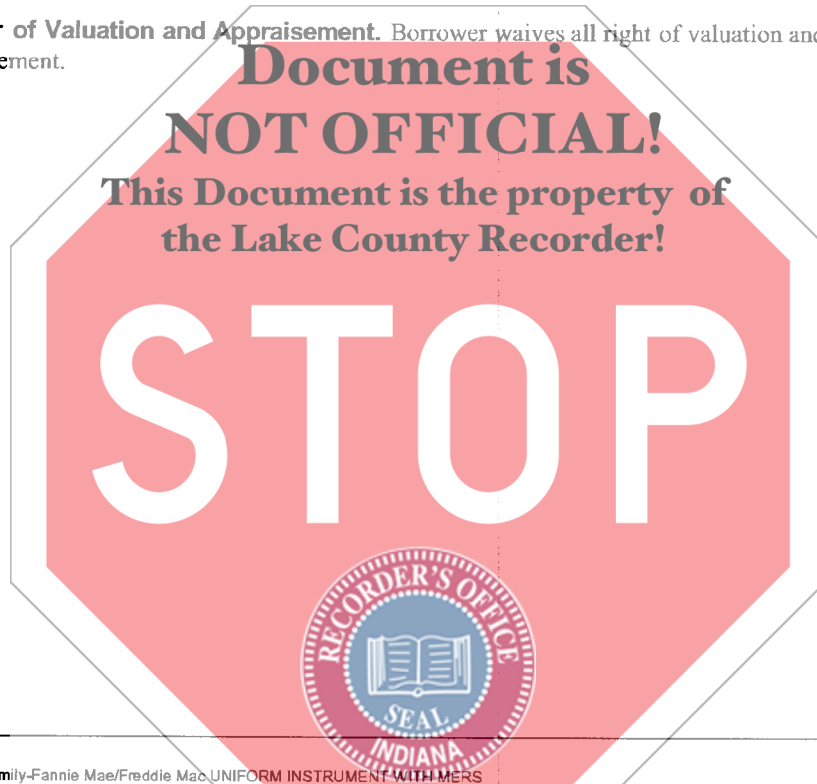 of Valuation and Appraisement. Borrower waives all right of valuation and
ement.
Document is
NOT OFFICIAL!
This Document is the property of
the Lake County Recorder!
STOP
RECORDER'S OFFICE
SEAL
INDIANA
mily-Fannie Mae/Freddie Mac UNIFORM INSTRUMENT WITH MERS